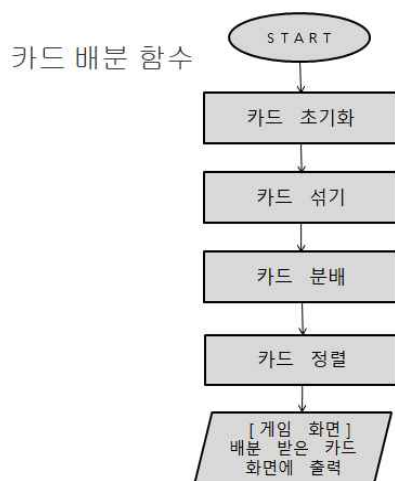 카드 배분 함수
START
카드 초기화
카드 섞기
카드 분배
카드 정렬
[게임 화면]
배분 받은 카드
화면에 출력